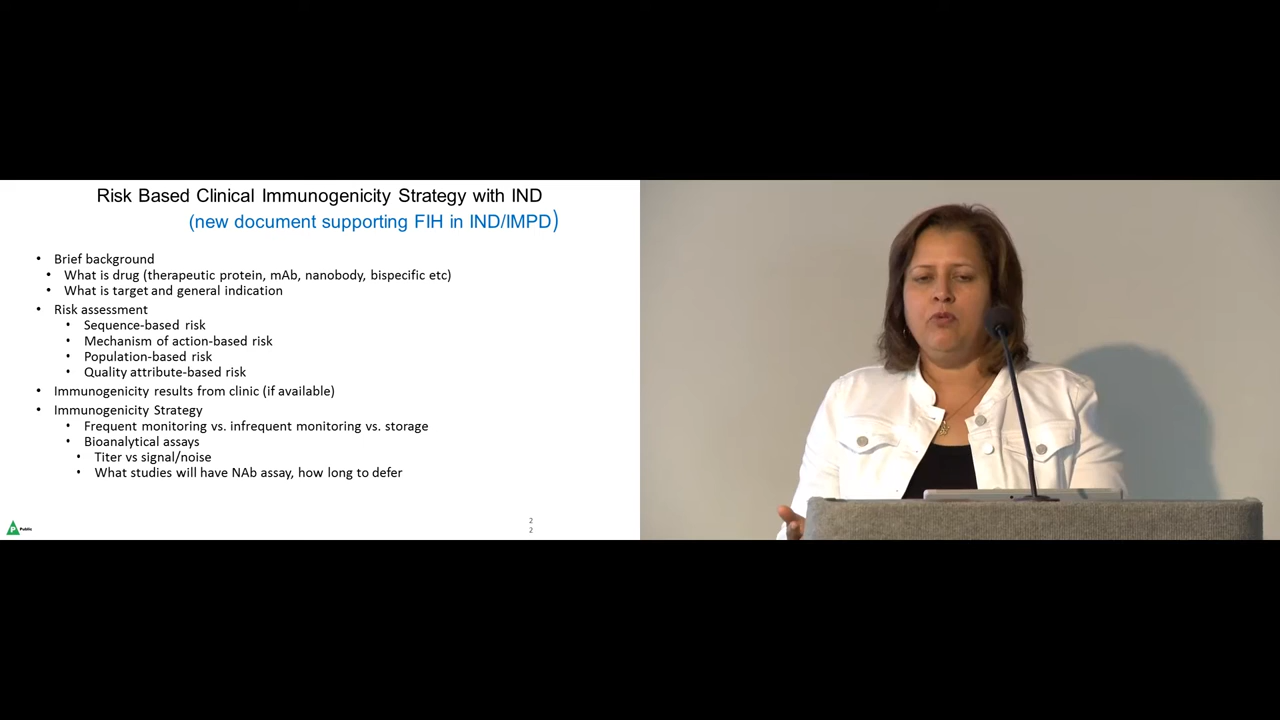 Risk Based Clinical Immunogenicity Strategy with IND
(new document supporting FIH in IND/IMPD)
• Brief background
• What is drug (therapeutic protein, mAb, nanobody, bispecific etc)
• What is target and general indication
• Risk assessment
• Sequence-based risk
• Mechanism of action-based risk
• Population-based risk
• Quality attribute-based risk
• Immunogenicity results from clinic (if available)
• Immunogenicity Strategy
• Frequent monitoring vs. infrequent monitoring vs. storage
• Bioanalytical assays
• Titer vs signal/noise
• What studies will have NAb assay, how long to defer
P Public
2
2